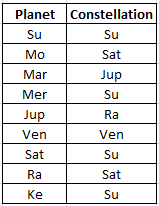 Planet Constellation
Su Su
Mo Sat
Mar Jup
Mer Su
Jup Ra
Ven Ven
Sat Su
Ra Sat
Ke Su